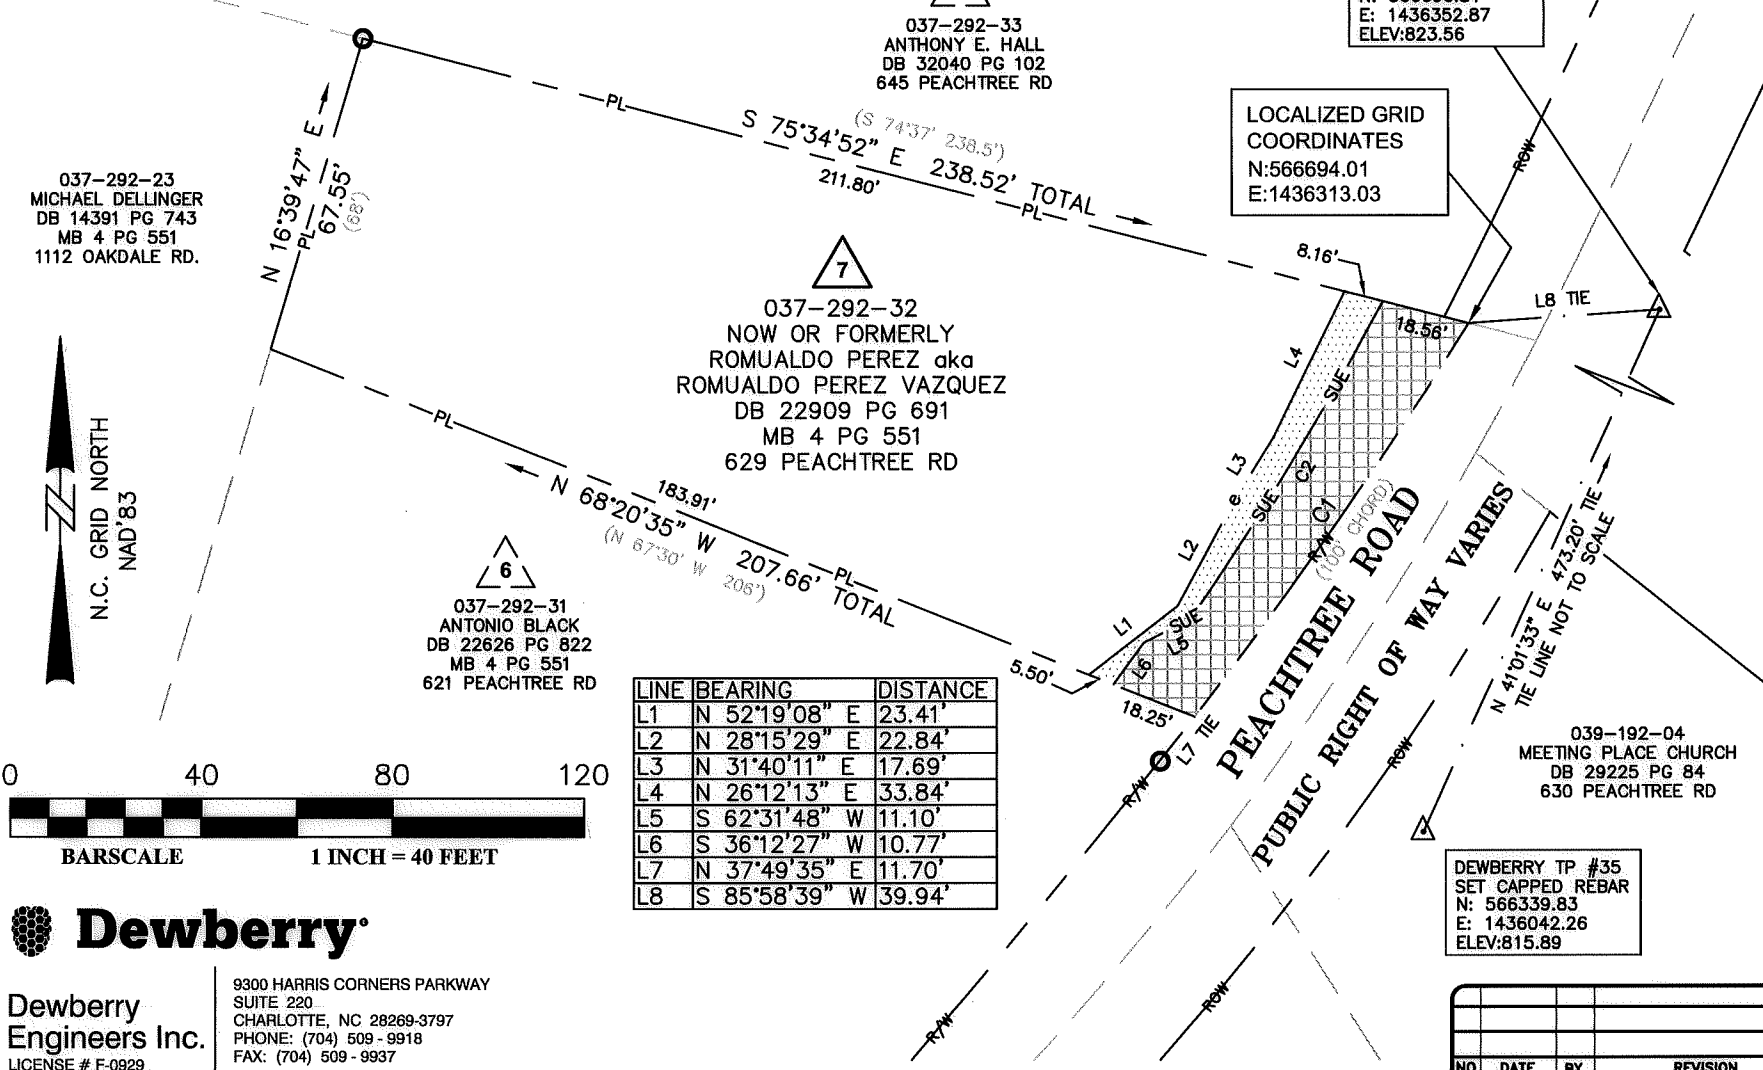 037-292-33
ANTHONY E. HALL
DB 32040 PG 102
645 PEACHTREE RD
E: 1436352.87
ELEV:823.56
LOCALIZED GRID
COORDINATES
N:566694.01
E:1436313.03
037-292-23
MICHAEL DELLINGER
DB 14391 PG 743
MB 4 PG 551
1112 OAKDALE RD.
N 16°39'47" E
PL
67.55'
(68')
PL
S 75°34'52" E 238.52' TOTAL
(S 74°37' 238.5')
211.80'
PL
ROW
8.16'
18.56'
L8 TIE
7
037-292-32
NOW OR FORMERLY
ROMUALDO PEREZ aka
ROMUALDO PEREZ VAZQUEZ
DB 22909 PG 691
MB 4 PG 551
629 PEACHTREE RD
N.C. GRID NORTH
NAD'83
PL
183.91'
N 68°20'35" W 207.66' TOTAL
(N 67°30' W 206')
PL
6
037-292-31
ANTONIO BLACK
DB 22626 PG 822
MB 4 PG 551
621 PEACHTREE RD
L4
SUE
L3
e
C2
SUE
C1
R/W
(100' CHORD)
L2
L1
SUE
L5
L6
5.50'
18.25'
L7 TIE
R/W
PEACHTREE ROAD
PUBLIC RIGHT OF WAY VARIES
N 41°01'33" E 473.20' TIE
TIE LINE NOT TO SCALE
ROW
ROW
R/W
039-192-04
MEETING PLACE CHURCH
DB 29225 PG 84
630 PEACHTREE RD
DEWBERRY TP #35
SET CAPPED REBAR
N: 566339.83
E: 1436042.26
ELEV:815.89
LINE BEARING DISTANCE
L1 N 52°19'08" E 23.41'
L2 N 28°15'29" E 22.84'
L3 N 31°40'11" E 17.69'
L4 N 26°12'13" E 33.84'
L5 S 62°31'48" W 11.10'
L6 S 36°12'27" W 10.77'
L7 N 37°49'35" E 11.70'
L8 S 85°58'39" W 39.94'
0 40 80 120
BARSCALE 1 INCH = 40 FEET
Dewberry
Dewberry
Engineers Inc.
LICENSE # F-0929
9300 HARRIS CORNERS PARKWAY
SUITE 220
CHARLOTTE, NC 28269-3797
PHONE: (704) 509 - 9918
FAX: (704) 509 - 9937
NO DATE BY REVISION